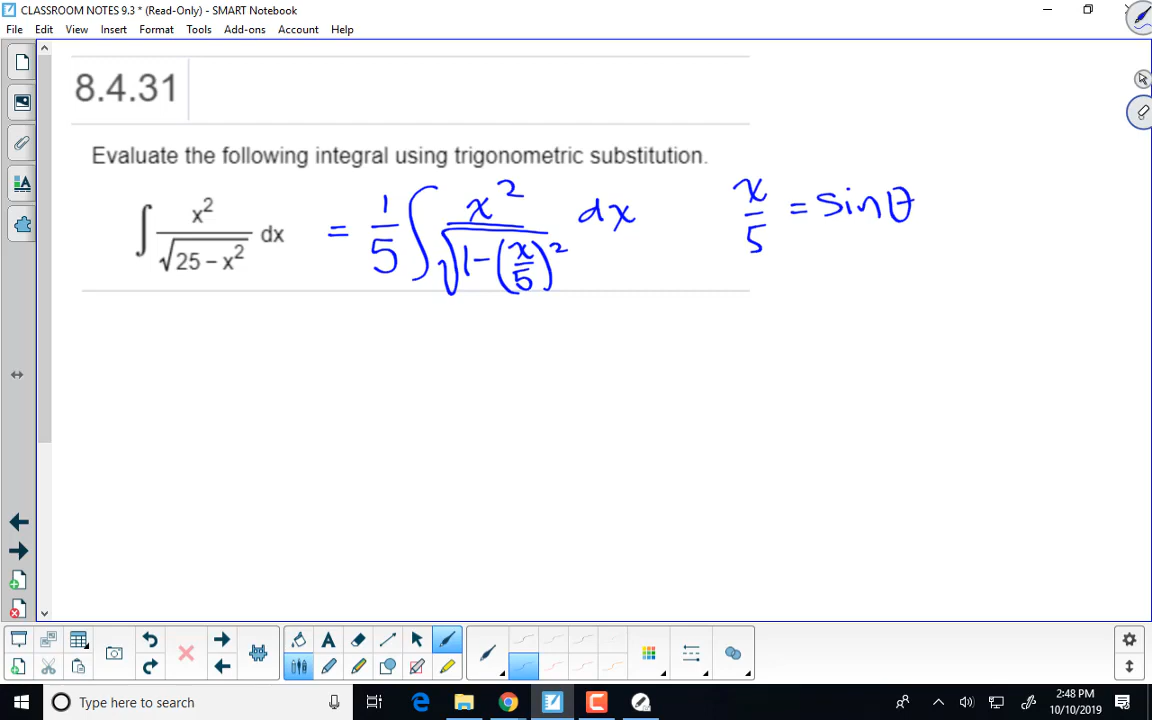 CLASSROOM NOTES 9.3 * (Read-Only) - SMART Notebook
File Edit View Insert Format Tools Add-ons Account Help
8.4.31
Evaluate the following integral using trigonometric substitution.
∫ x²/√(25 − x²) dx = 1/5 ∫ x²/√(1 − (x/5)²) dx x/5 = sin θ
Type here to search
2:48 PM
10/10/2019